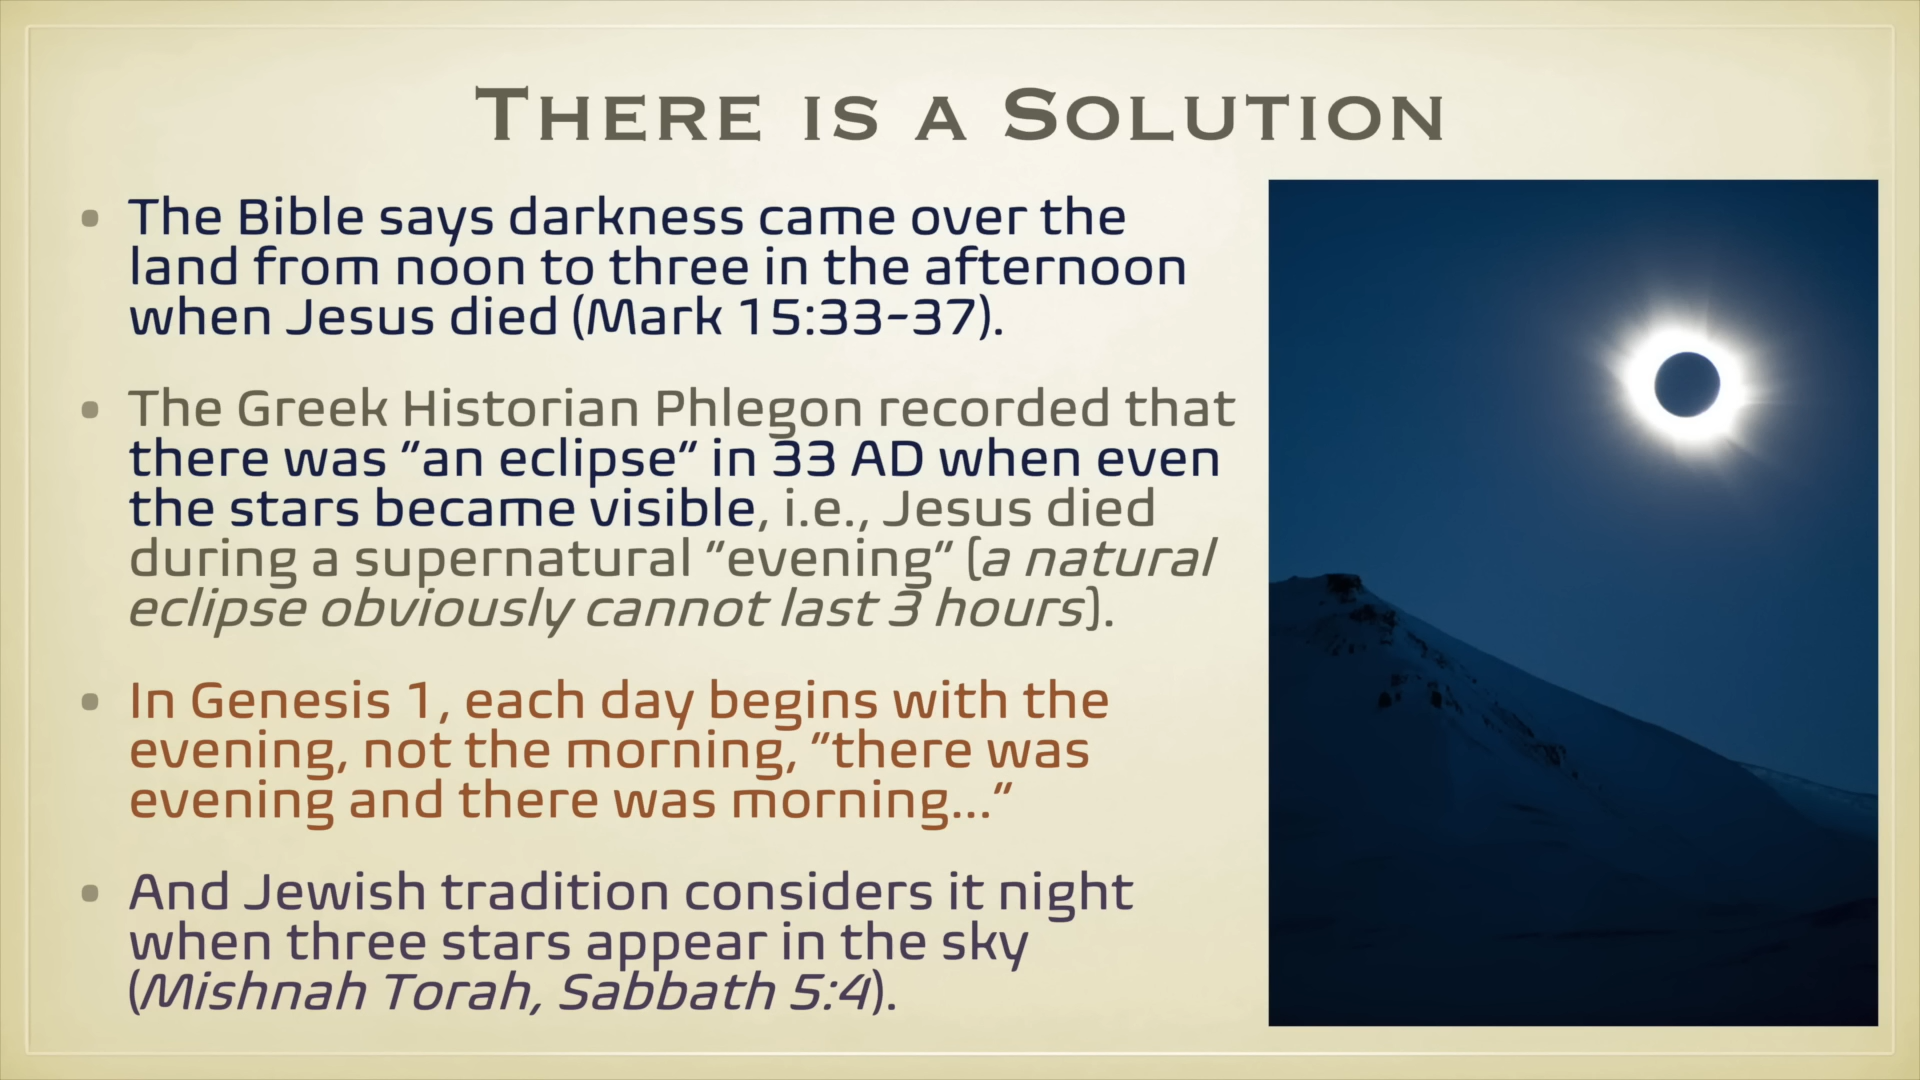 There is a Solution
• The Bible says darkness came over the
land from noon to three in the afternoon
when Jesus died (Mark 15:33-37).
• The Greek Historian Phlegon recorded that
there was “an eclipse” in 33 AD when even
the stars became visible, i.e., Jesus died
during a supernatural “evening” (a natural
eclipse obviously cannot last 3 hours).
• In Genesis 1, each day begins with the
evening, not the morning, “there was
evening and there was morning...”
• And Jewish tradition considers it night
when three stars appear in the sky
(Mishnah Torah, Sabbath 5:4).